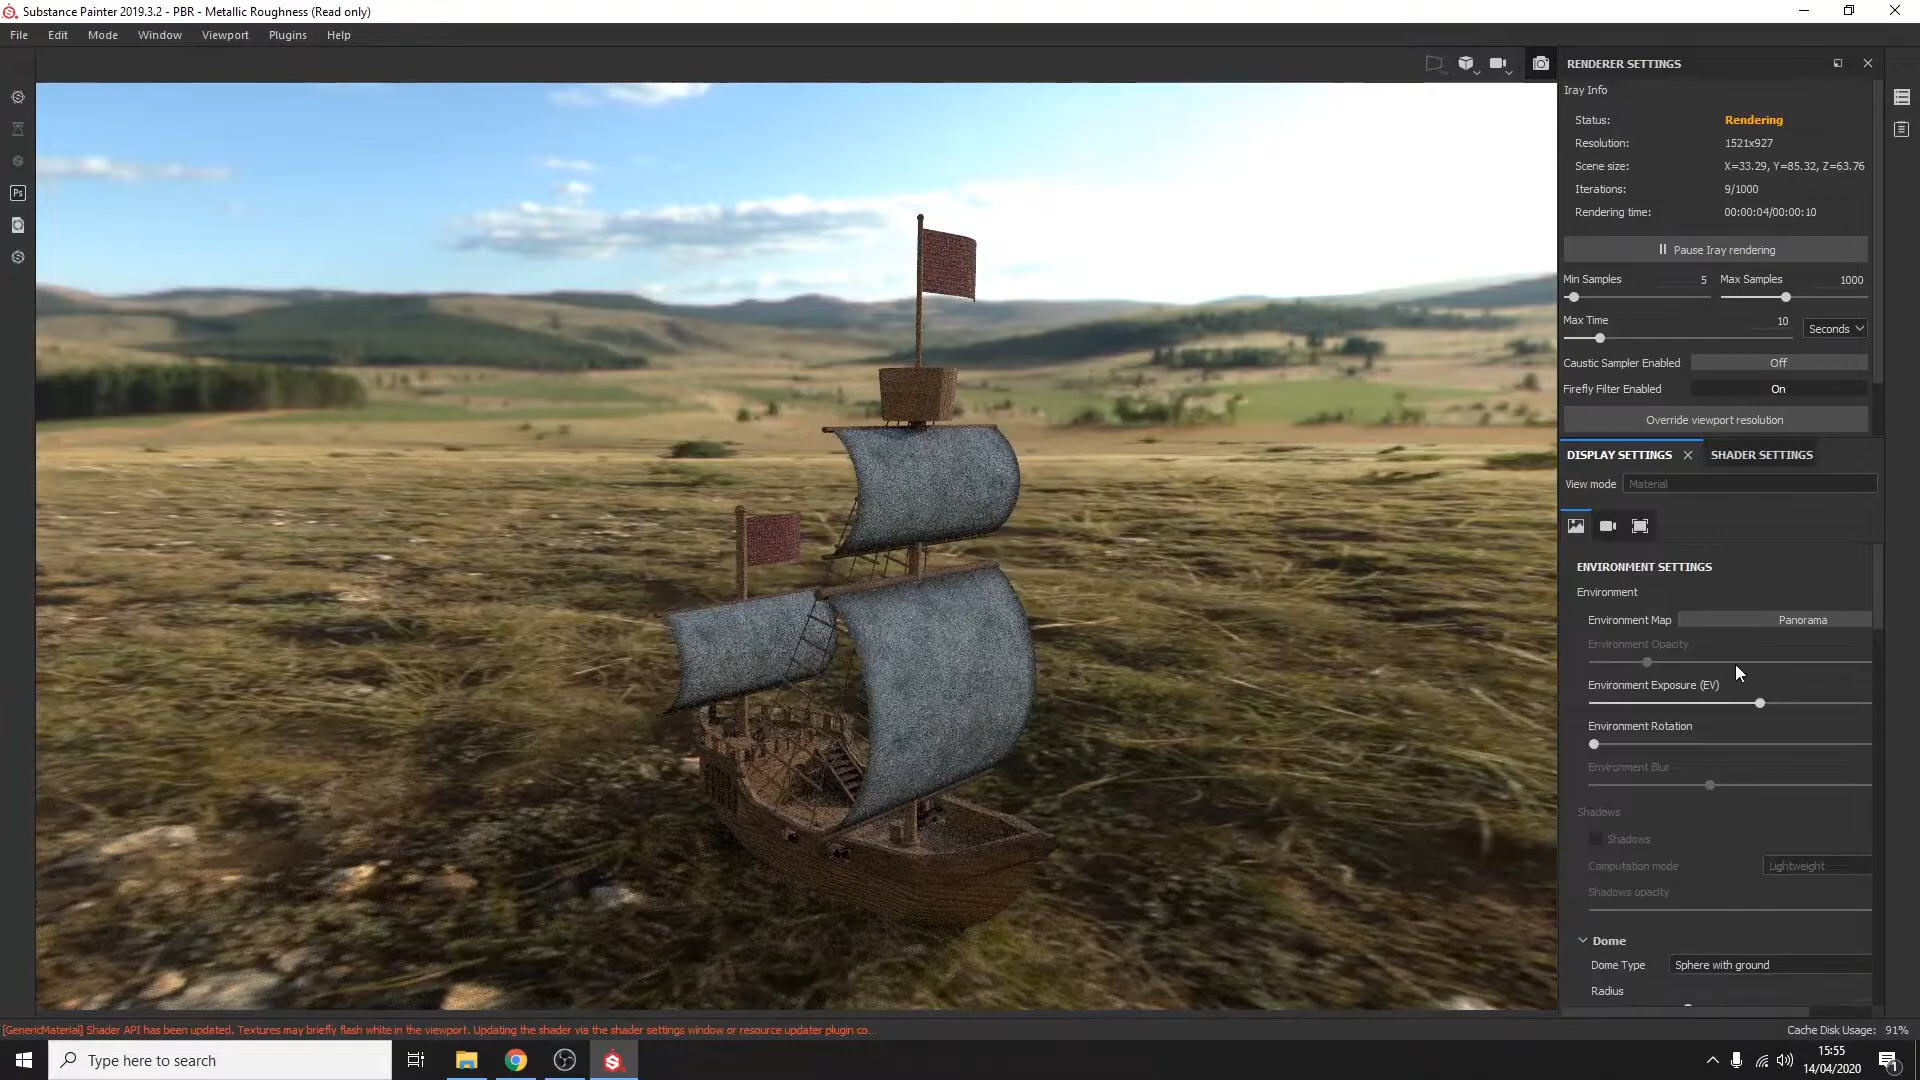 Substance Painter 2019.3.2 - PBR - Metallic Roughness (Read only)
File Edit Mode Window Viewport Plugins Help
RENDERER SETTINGS
Iray Info
Status: Rendering
Resolution: 1521x927
Scene size: X=33.29, Y=85.32, Z=63.76
Iterations: 9/1000
Rendering time: 00:00:04/00:00:10
Pause Iray rendering
Min Samples 5 Max Samples 1000
Max Time 10 Seconds
Caustic Sampler Enabled Off
Firefly Filter Enabled On
Override viewport resolution
DISPLAY SETTINGS SHADER SETTINGS
View mode Material
ENVIRONMENT SETTINGS
Environment
Environment Map Panorama
Environment Opacity
Environment Exposure (EV)
Environment Rotation
Environment Blur
Shadows
Shadows
Computation mode Lightweight
Shadows opacity
Dome
Dome Type Sphere with ground
Radius
Ps
[GenericMaterial] Shader API has been updated. Textures may briefly flash white in the viewport. Updating the shader via the shader settings window or resource updater plugin co...
Cache Disk Usage: 91%
Type here to search
15:55
14/04/2020
1